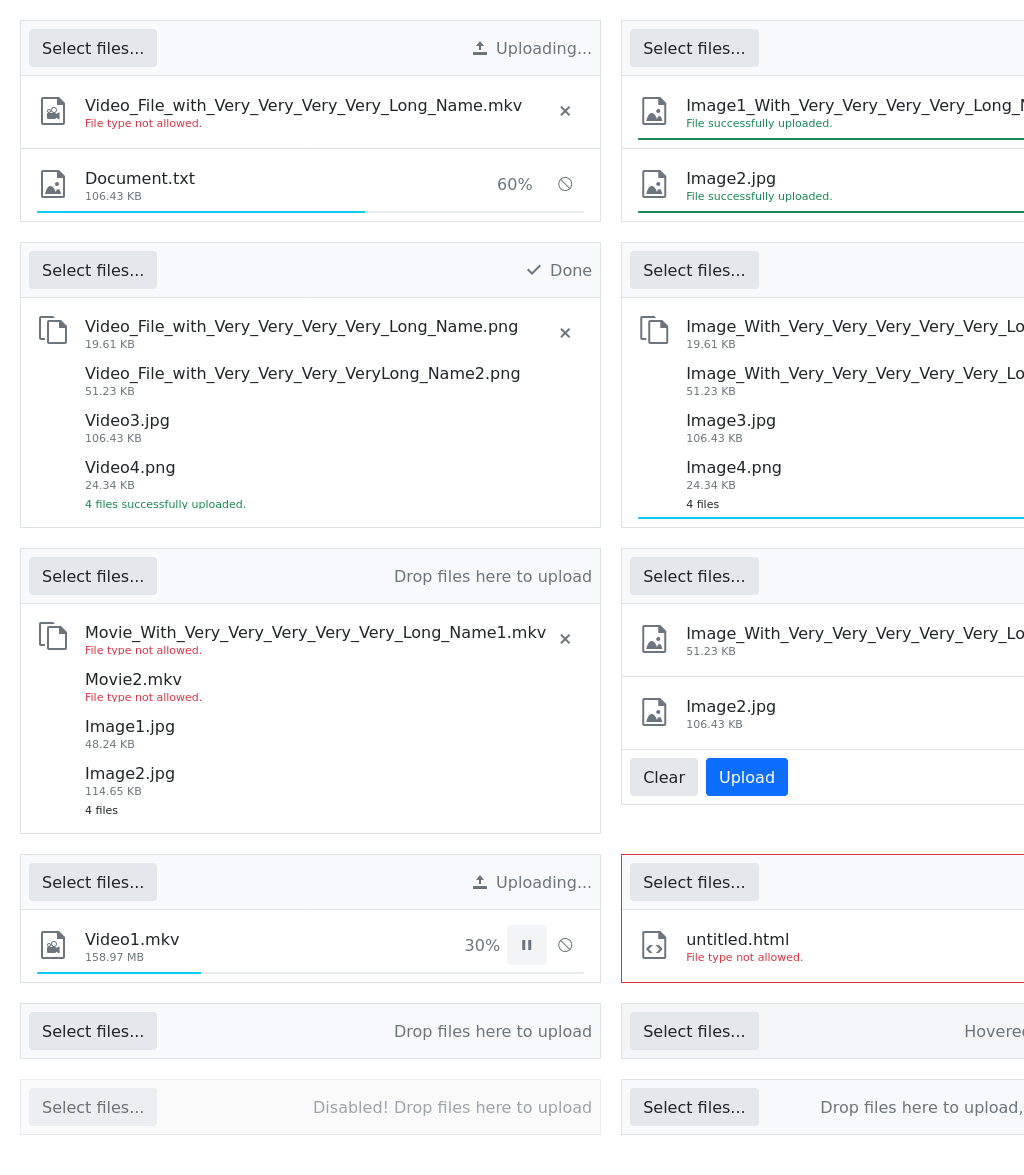 Select files...
Uploading...
Video_File_with_Very_Very_Very_Very_Long_Name.mkv
File type not allowed.
Document.txt
106.43 KB
60%
Select files...
Image1_With_Very_Very_Very_Very_Long_N
File successfully uploaded.
Image2.jpg
File successfully uploaded.
Select files...
Done
Video_File_with_Very_Very_Very_Very_Long_Name.png
19.61 KB
Video_File_with_Very_Very_Very_VeryLong_Name2.png
51.23 KB
Video3.jpg
106.43 KB
Video4.png
24.34 KB
4 files successfully uploaded.
Select files...
Image_With_Very_Very_Very_Very_Very_Lo
19.61 KB
Image_With_Very_Very_Very_Very_Very_Lo
51.23 KB
Image3.jpg
106.43 KB
Image4.png
24.34 KB
4 files
Select files...
Drop files here to upload
Movie_With_Very_Very_Very_Very_Very_Long_Name1.mkv
File type not allowed.
Movie2.mkv
File type not allowed.
Image1.jpg
48.24 KB
Image2.jpg
114.65 KB
4 files
Select files...
Image_With_Very_Very_Very_Very_Very_Lo
51.23 KB
Image2.jpg
106.43 KB
Clear
Upload
Select files...
Uploading...
Video1.mkv
158.97 MB
30%
Select files...
untitled.html
File type not allowed.
Select files...
Drop files here to upload
Select files...
Hovered
Select files...
Disabled! Drop files here to upload
Select files...
Drop files here to upload,